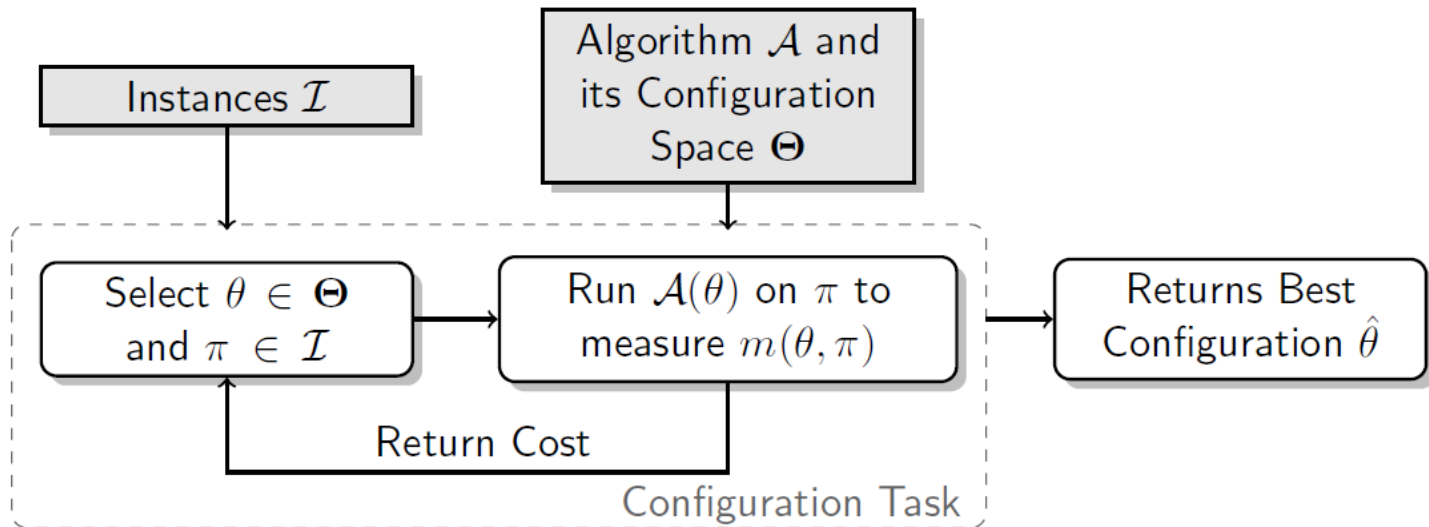 Instances 𝓘
Algorithm 𝓐 and
its Configuration
Space Θ
Select θ ∈ Θ
and π ∈ 𝓘
Run 𝓐(θ) on π to
measure m(θ, π)
Returns Best
Configuration θ̂
Return Cost
Configuration Task